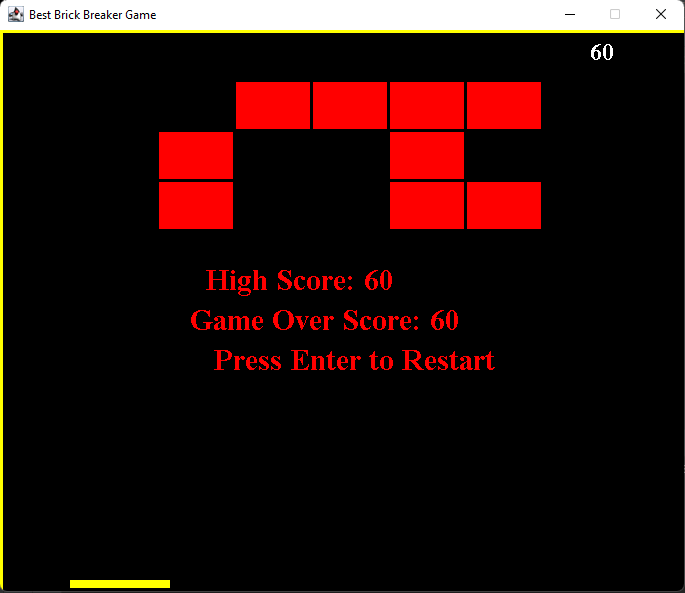 Best Brick Breaker Game
60
High Score: 60
Game Over Score: 60
Press Enter to Restart